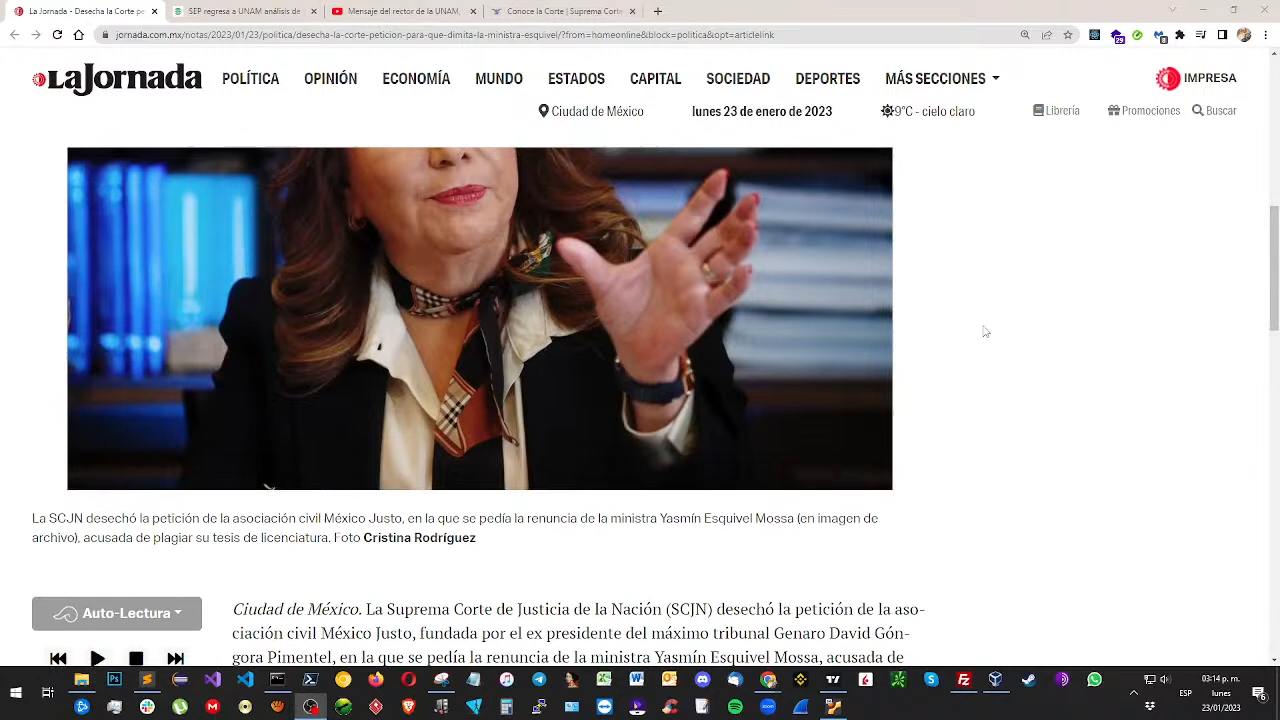 La Jornada - Desecha la Corte pe
SEP regresa a UNAM análisis de
Mensaje del rector de la UNAM,
Conoce la Corte | Suprema Corte
jornada.com.mx/notas/2023/01/23/politica/desecha-la-corte-peticion-para-que-dimita-la-ministra-esquivel/?from=homeonline&block=politica&opt=articlelink
LaJornada
POLÍTICA OPINIÓN ECONOMÍA MUNDO ESTADOS CAPITAL SOCIEDAD DEPORTES MÁS SECCIONES IMPRESA
Ciudad de México lunes 23 de enero de 2023 9°C - cielo claro Librería Promociones Buscar
La SCJN desechó la petición de la asociación civil México Justo, en la que se pedía la renuncia de la ministra Yasmín Esquivel Mossa (en imagen de
archivo), acusada de plagiar su tesis de licenciatura. Foto Cristina Rodríguez
Auto-Lectura
Ciudad de México. La Suprema Corte de Justicia de la Nación (SCJN) desechó la petición de la aso-
ciación civil México Justo, fundada por el ex presidente del máximo tribunal Genaro David Gón-
gora Pimentel, en la que se pedía la renuncia de la ministra Yasmín Esquivel Mossa, acusada de
03:14 p. m.
ESP lunes
23/01/2023